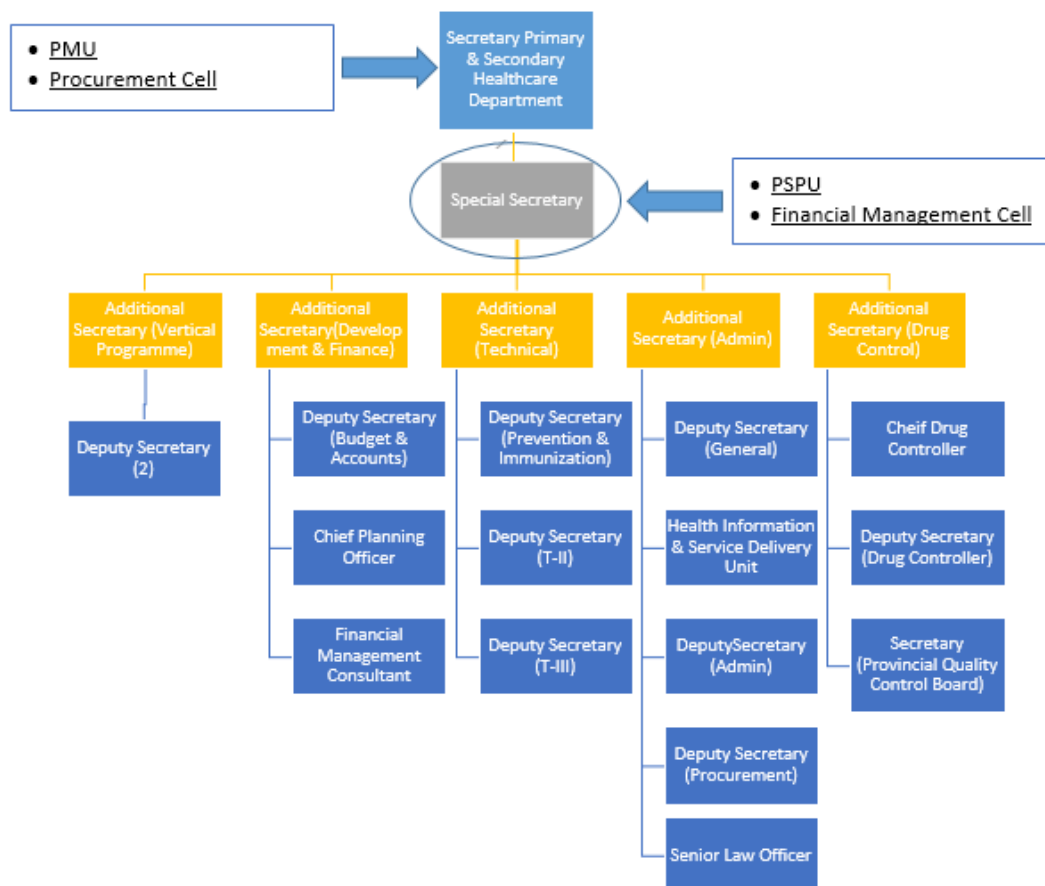 • PMU
• Procurement Cell
Secretary Primary
& Secondary
Healthcare
Department
Special Secretary
• PSPU
• Financial Management Cell
Additional
Secretary (Vertical
Programme)
Additional
Secretary(Develop
ment & Finance)
Additional
Secretary
(Technical)
Additional
Secretary (Admin)
Additional
Secretary (Drug
Control)
Deputy Secretary
(2)
Deputy Secretary
(Budget &
Accounts)
Chief Planning
Officer
Financial
Management
Consultant
Deputy Secretary
(Prevention &
Immunization)
Deputy Secretary
(T-II)
Deputy Secretary
(T-III)
Deputy Secretary
(General)
Health Information
& Service Delivery
Unit
DeputySecretary
(Admin)
Deputy Secretary
(Procurement)
Senior Law Officer
Cheif Drug
Controller
Deputy Secretary
(Drug Controller)
Secretary
(Provincial Quality
Control Board)